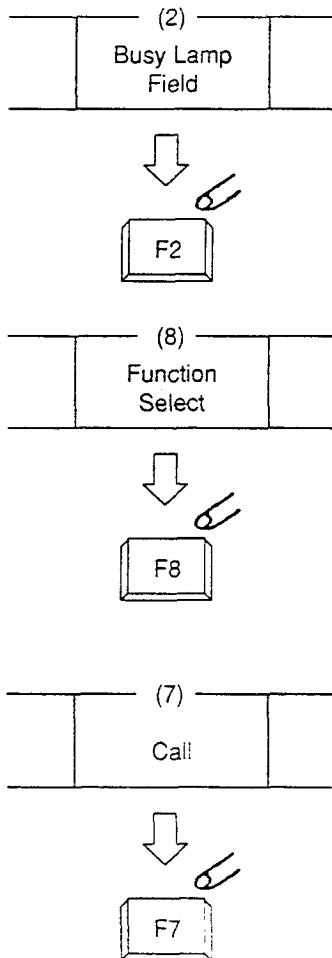 (2)
Busy Lamp
Field
F2
(8)
Function
Select
F8
(7)
Call
F7